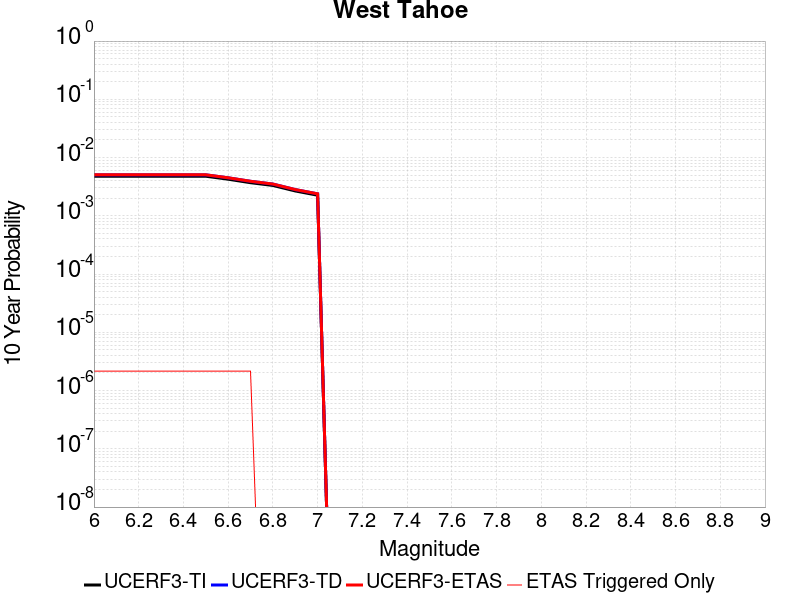 West Tahoe
10^0
10^-1
10^-2
10^-3
10^-4
10^-5
10^-6
10^-7
10^-8
10 Year Probability
6 6.2 6.4 6.6 6.8 7 7.2 7.4 7.6 7.8 8 8.2 8.4 8.6 8.8 9
Magnitude
UCERF3-TI UCERF3-TD UCERF3-ETAS ETAS Triggered Only